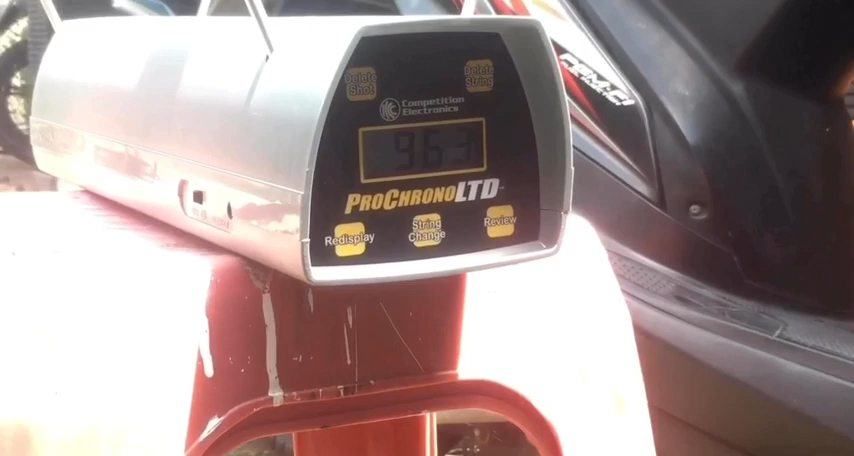 Delete
Shot
Delete
String
Competition
Electronics
963
PROCHRONOLTD
Redisplay
String
Change
Review